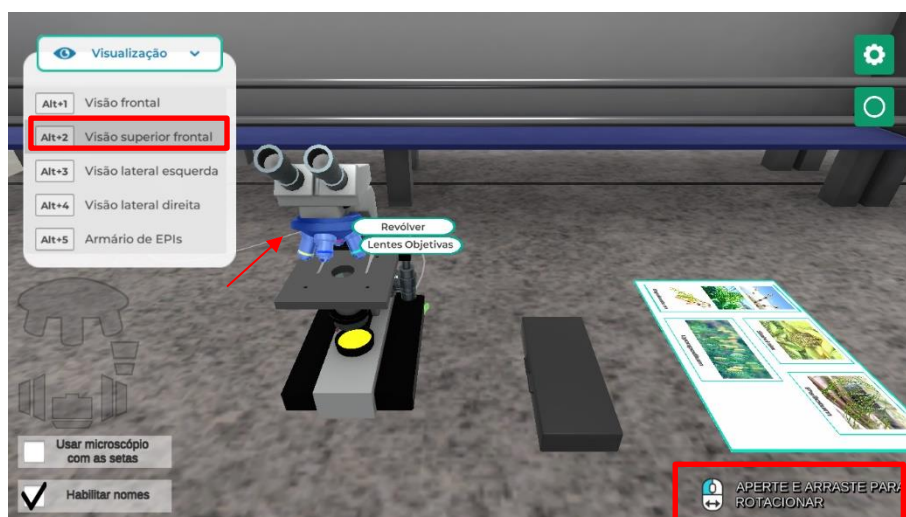 Visualização
Alt+1 Visão frontal
Alt+2 Visão superior frontal
Alt+3 Visão lateral esquerda
Alt+4 Visão lateral direita
Alt+5 Armário de EPIs
Revólver
Lentes Objetivas
Usar microscópio
com as setas
Habilitar nomes
APERTE E ARRASTE PARA
ROTACIONAR